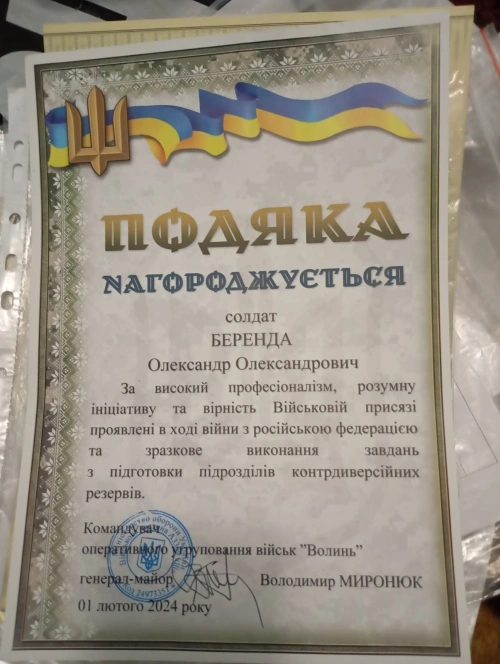 ПОДЯКА
НАГОРОДЖУЄТЬСЯ
солдат
БЕРЕНДА
Олександр Олександрович
За високий професіоналізм, розумну
ініціативу та вірність Військовій присязі
проявлені в ході війни з російською федерацією
та зразкове виконання завдань
з підготовки підрозділів контрдиверсійних
резервів.
Командувач
оперативного угруповання військ "Волинь"
генерал-майор Володимир МИРОНЮК
01 лютого 2024 року